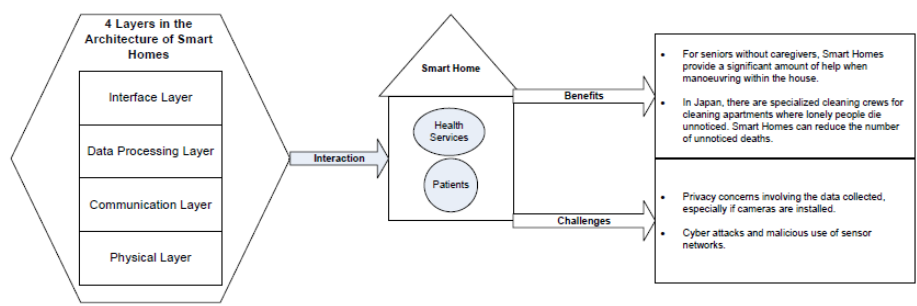 4 Layers in the
Architecture of Smart
Homes
Interface Layer
Data Processing Layer
Communication Layer
Physical Layer
Interaction
Smart Home
Health
Services
Patients
Benefits
Challenges
• For seniors without caregivers, Smart Homes
provide a significant amount of help when
manoeuvring within the house.
• In Japan, there are specialized cleaning crews for
cleaning apartments where lonely people die
unnoticed. Smart Homes can reduce the number
of unnoticed deaths.
• Privacy concerns involving the data collected,
especially if cameras are installed.
• Cyber attacks and malicious use of sensor
networks.